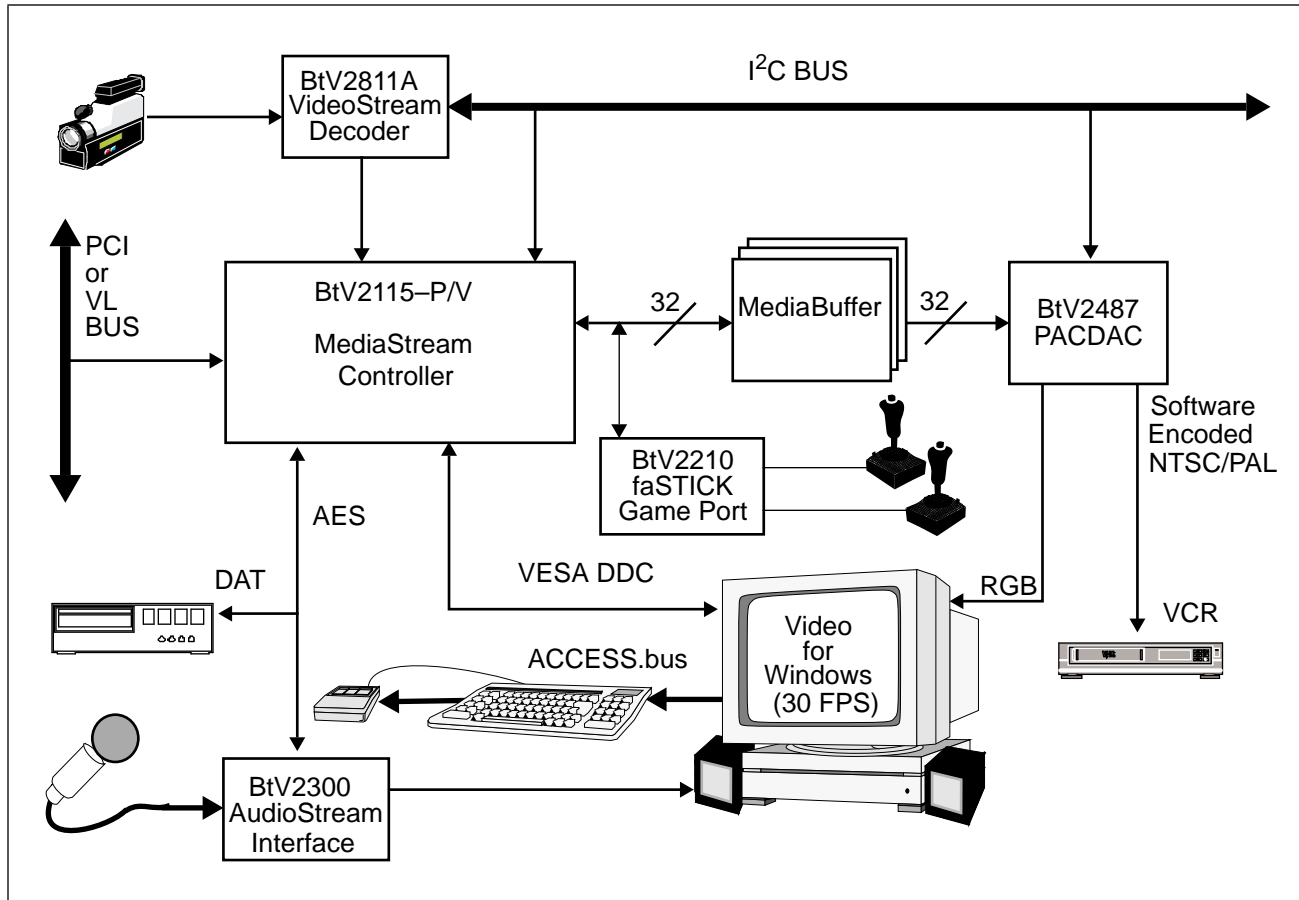 BtV2811A
VideoStream
Decoder
I²C BUS
PCI
or
VL
BUS
BtV2115–P/V
MediaStream
Controller
32
MediaBuffer
32
BtV2487
PACDAC
Software
Encoded
NTSC/PAL
BtV2210
faSTICK
Game Port
AES
DAT
VESA DDC
RGB
VCR
Video
for
Windows
(30 FPS)
ACCESS.bus
BtV2300
AudioStream
Interface